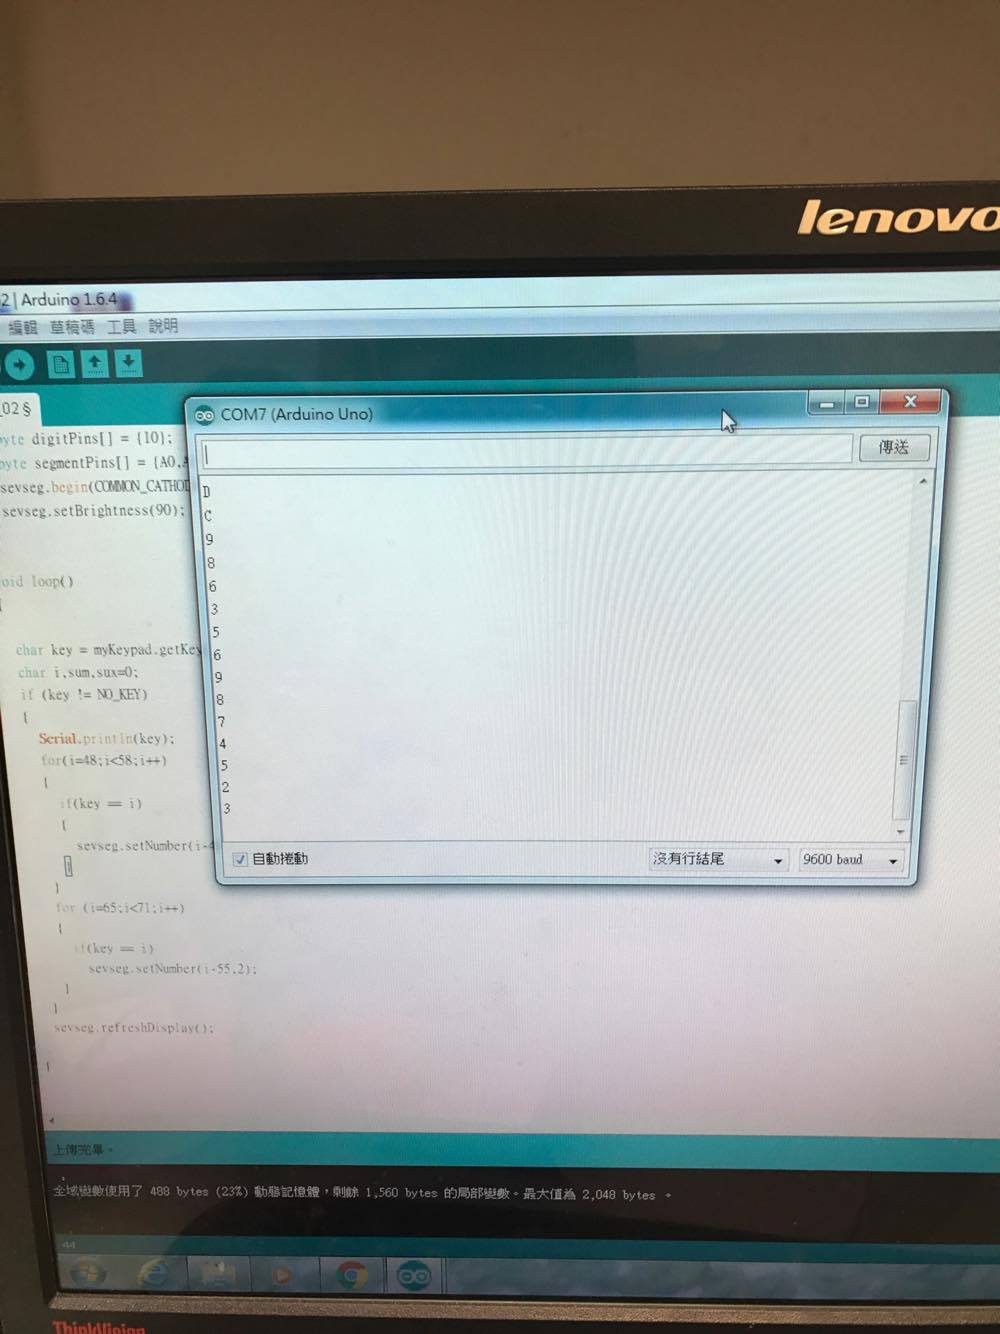 lenovo
2 | Arduino 1.6.4
編輯 草稿碼 工具 說明
_02 §
COM7 (Arduino Uno)
傳送
byte digitPins[] = {10};
byte segmentPins[] = {A0,
sevseg.begin(COMMON_CATHOD
sevseg.setBrightness(90);
oid loop()
{
char key = myKeypad.getKey
char i,sum,sux=0;
if (key != NO_KEY)
{
Serial.println(key);
for(i=48;i<58;i++)
{
if(key == i)
{
sevseg.setNumber(i-4
}
}
for (i=65;i<71;i++)
{
if(key == i)
sevseg.setNumber(i-55,2);
}
}
sevseg.refreshDisplay();
}
D
C
9
8
6
3
5
6
9
8
7
4
5
2
3
自動捲動
沒有行結尾
9600 baud
上傳完畢。
全域變數使用了 488 bytes (23%) 動態記憶體，剩餘 1,560 bytes 的局部變數。最大值為 2,048 bytes 。
44
ThinkVision